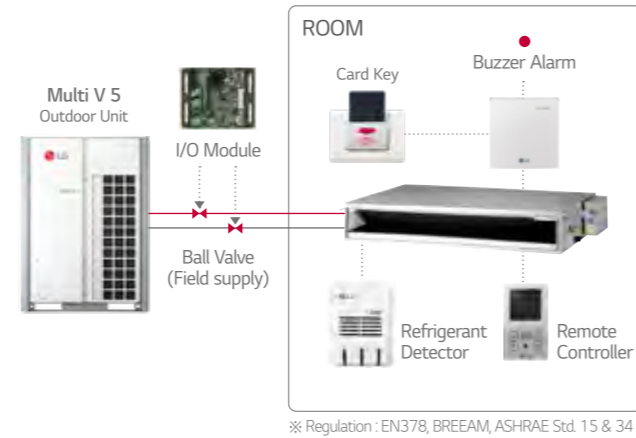 ROOM
Card Key
Buzzer Alarm
Multi V 5
Outdoor Unit
I/O Module
LG
Ball Valve
(Field supply)
Refrigerant
Detector
Remote
Controller
※ Regulation : EN378, BREEAM, ASHRAE Std. 15 & 34